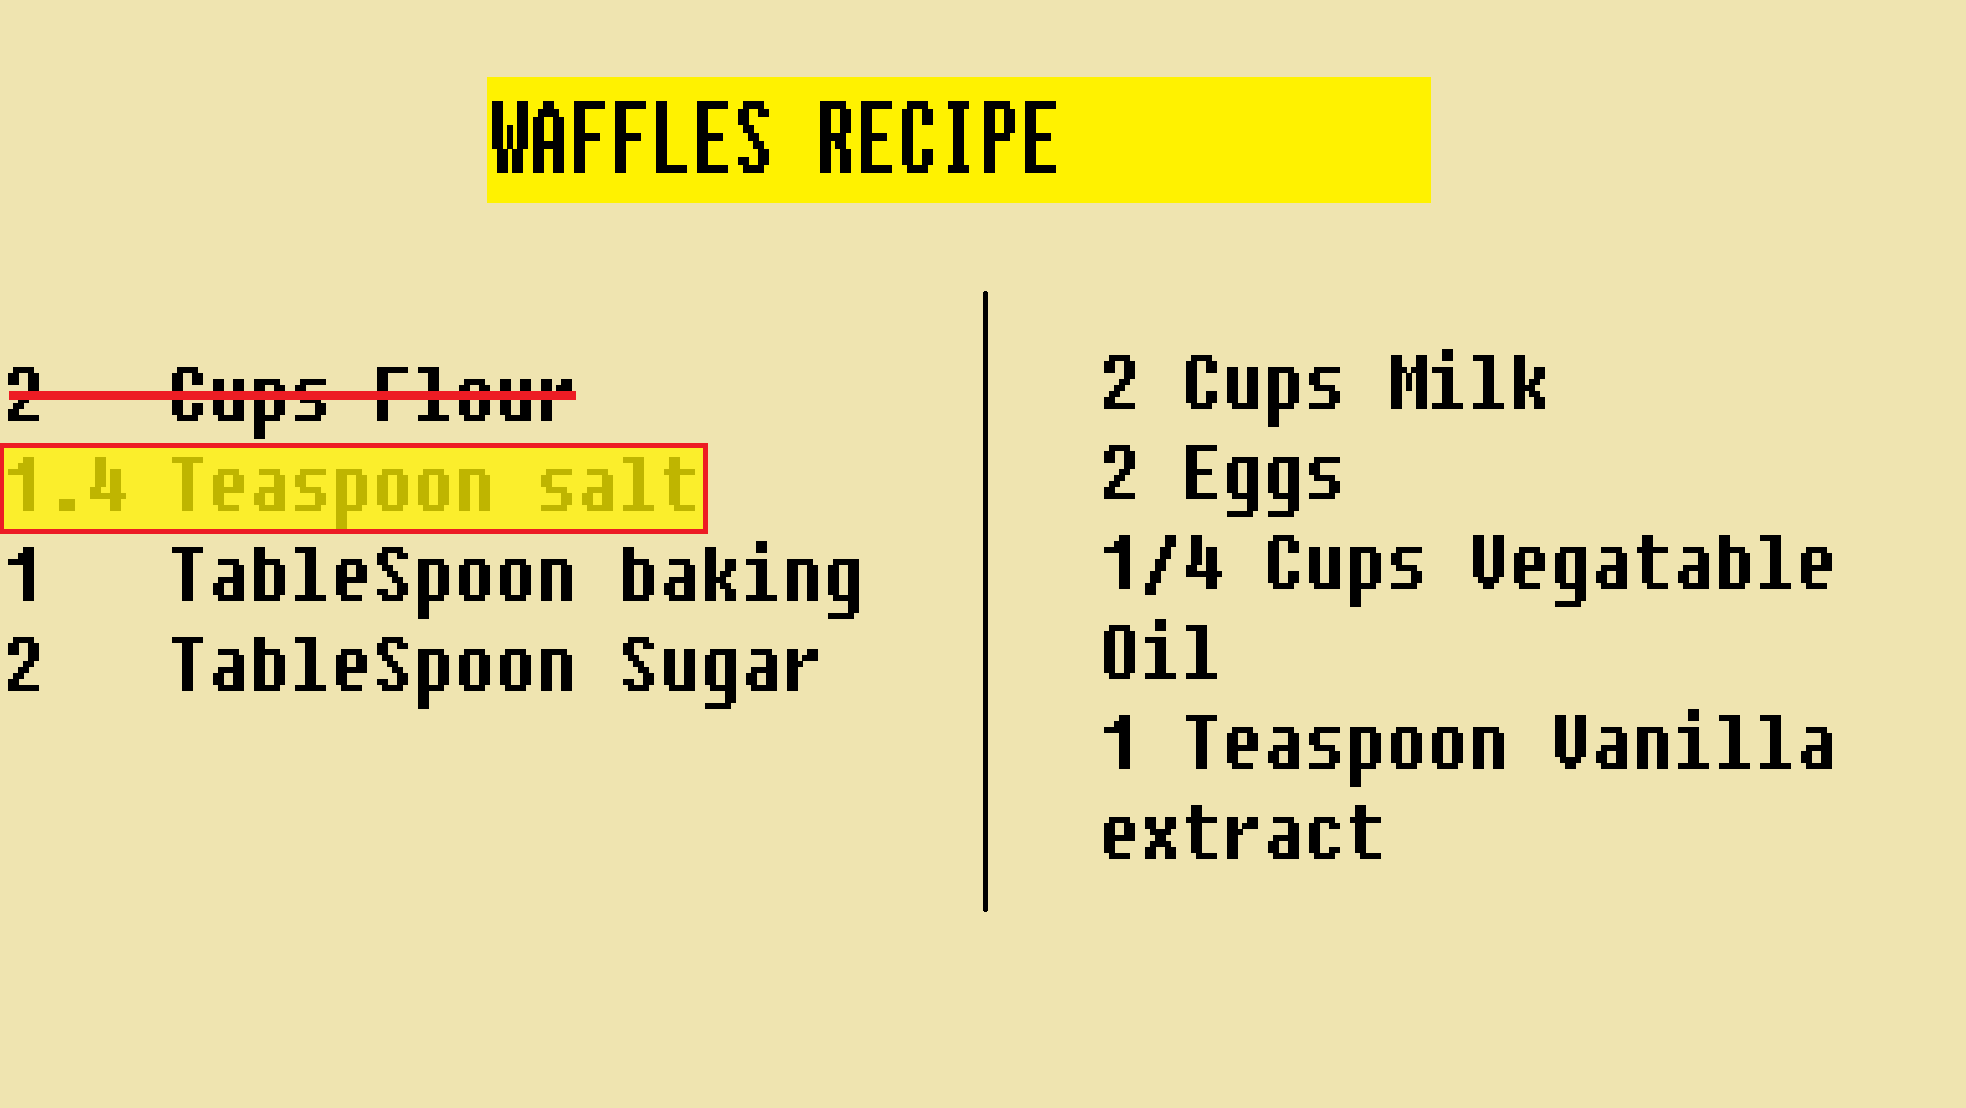 WAFFLES RECIPE
2 Cups Flour
1.4 Teaspoon salt
1 TableSpoon baking
2 TableSpoon Sugar
2 Cups Milk
2 Eggs
1/4 Cups Vegatable
Oil
1 Teaspoon Vanilla
extract